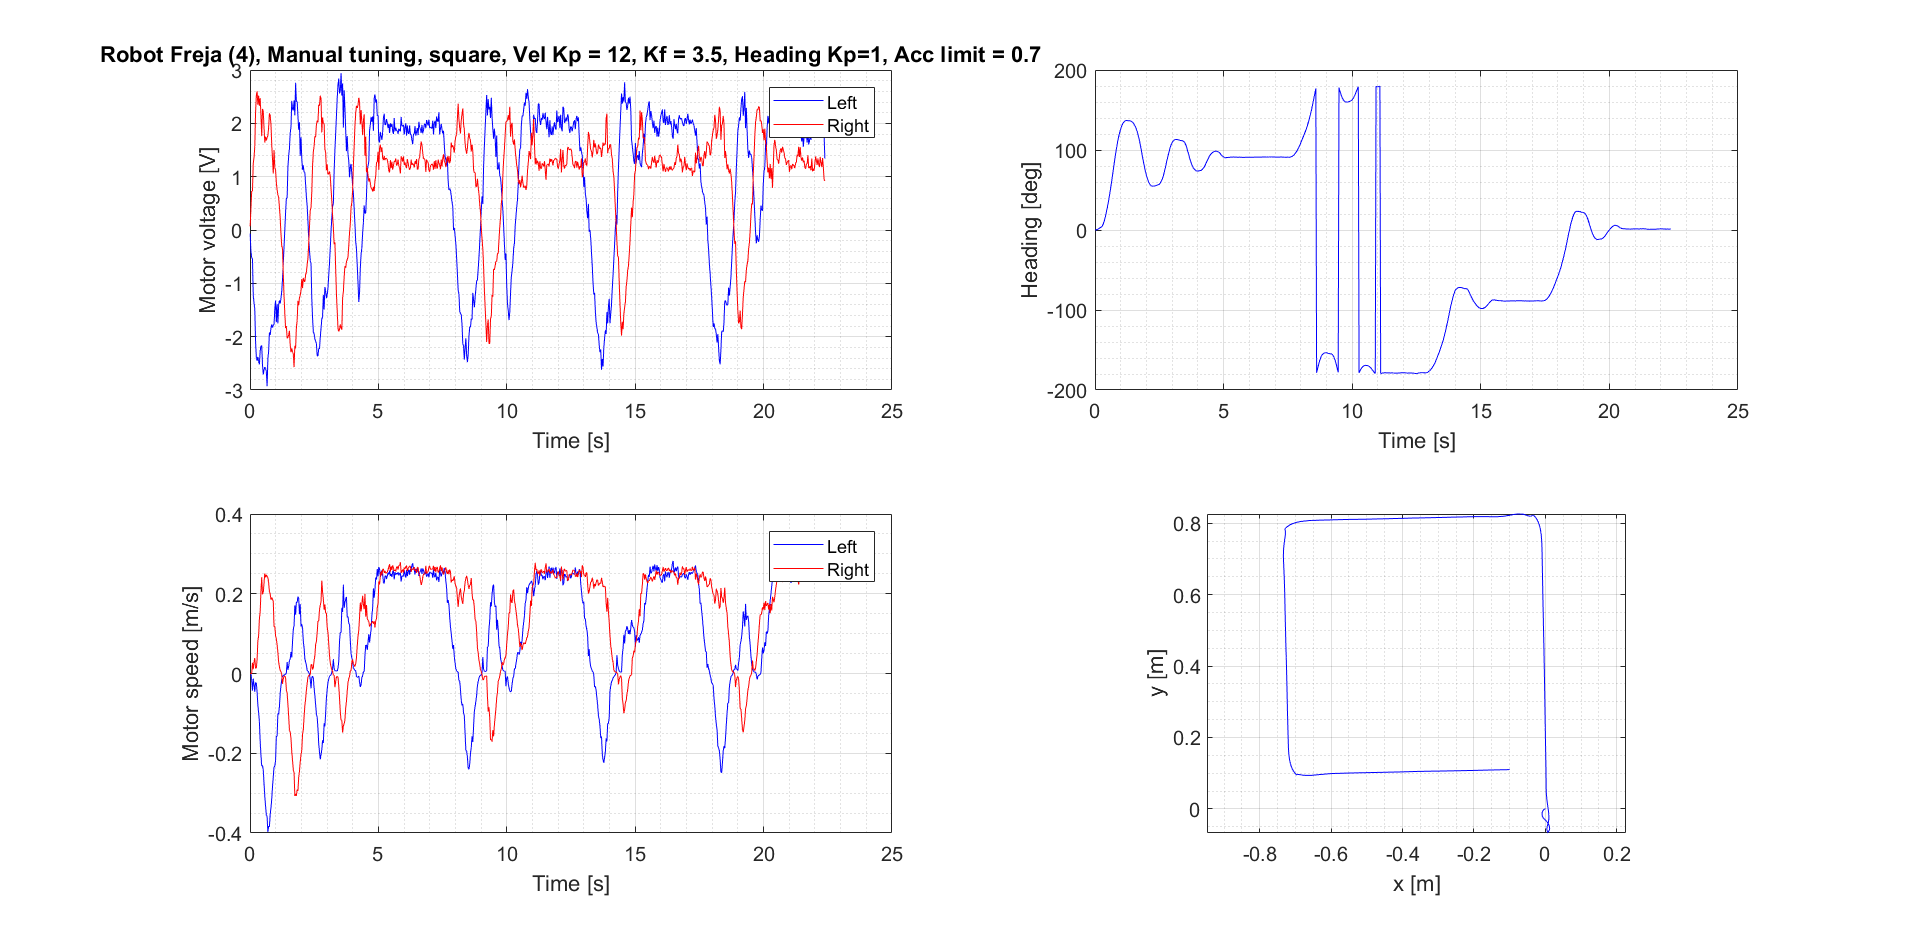 Robot Freja (4), Manual tuning, square, Vel Kp = 12, Kf = 3.5, Heading Kp=1, Acc limit = 0.7
Motor voltage [V]
3
2
1
0
-1
-2
-3
0 5 10 15 20 25
Time [s]
Left
Right
Heading [deg]
200
100
0
-100
-200
0 5 10 15 20 25
Time [s]
Motor speed [m/s]
0.4
0.2
0
-0.2
-0.4
0 5 10 15 20 25
Time [s]
Left
Right
y [m]
0.8
0.6
0.4
0.2
0
-0.8 -0.6 -0.4 -0.2 0 0.2
x [m]